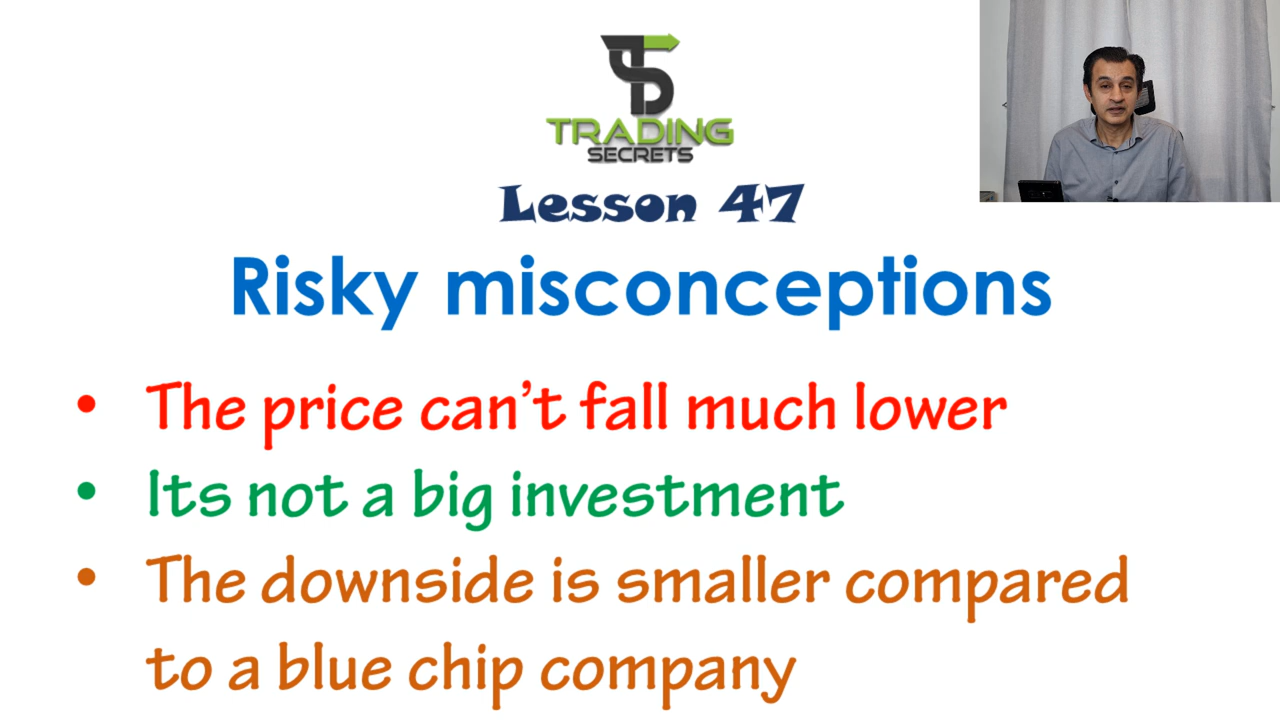 TRADING
SECRETS
Lesson 47
Risky misconceptions
• The price can't fall much lower
• Its not a big investment
• The downside is smaller compared
to a blue chip company